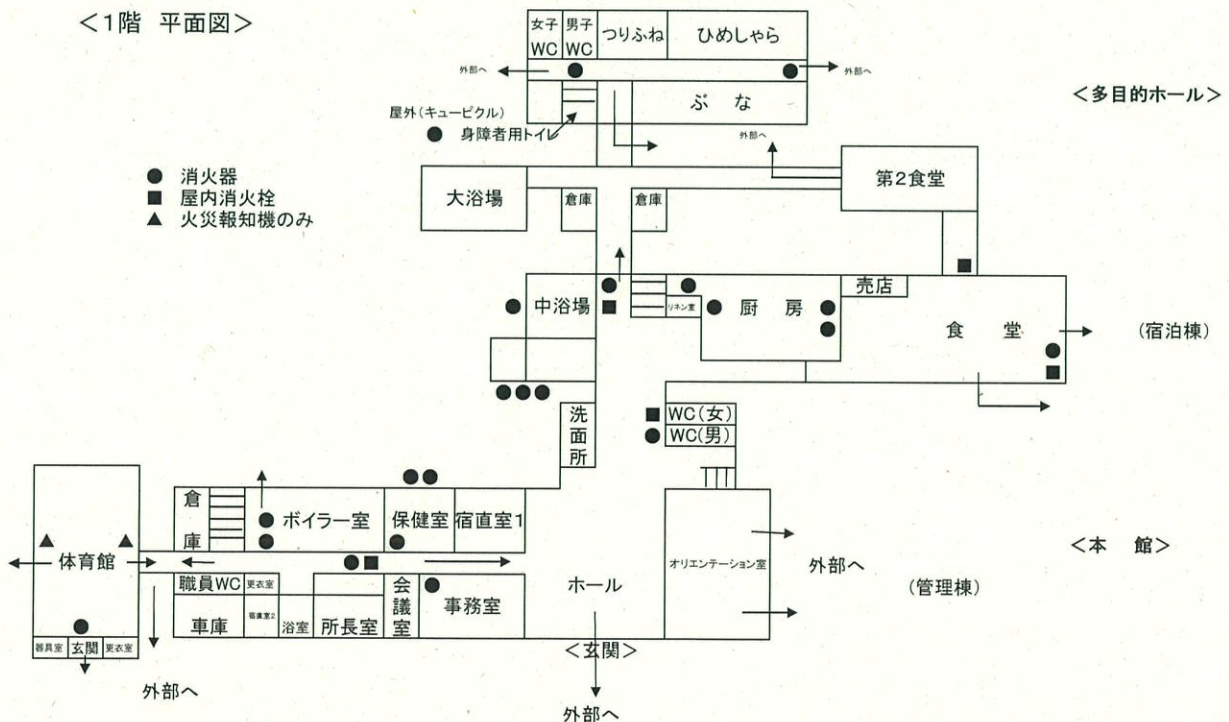 <1階 平面図>
女子
WC
男子
WC
つりふね
ひめしゃら
外部へ
外部へ
ぶな
<多目的ホール>
屋外(キュービクル)
身障者用トイレ
外部へ
● 消火器
■ 屋内消火栓
▲ 火災報知機のみ
大浴場
倉庫
倉庫
第2食堂
中浴場
リネン室
厨房
売店
食堂
(宿泊棟)
洗面所
WC(女)
WC(男)
倉庫
ボイラー室
保健室
宿直室1
体育館
オリエンテーション室
外部へ
<本 館>
(管理棟)
ホール
職員WC
更衣室
車庫
宿直室2
浴室
所長室
会議室
事務室
器具室
玄関
更衣室
<玄関>
外部へ
外部へ